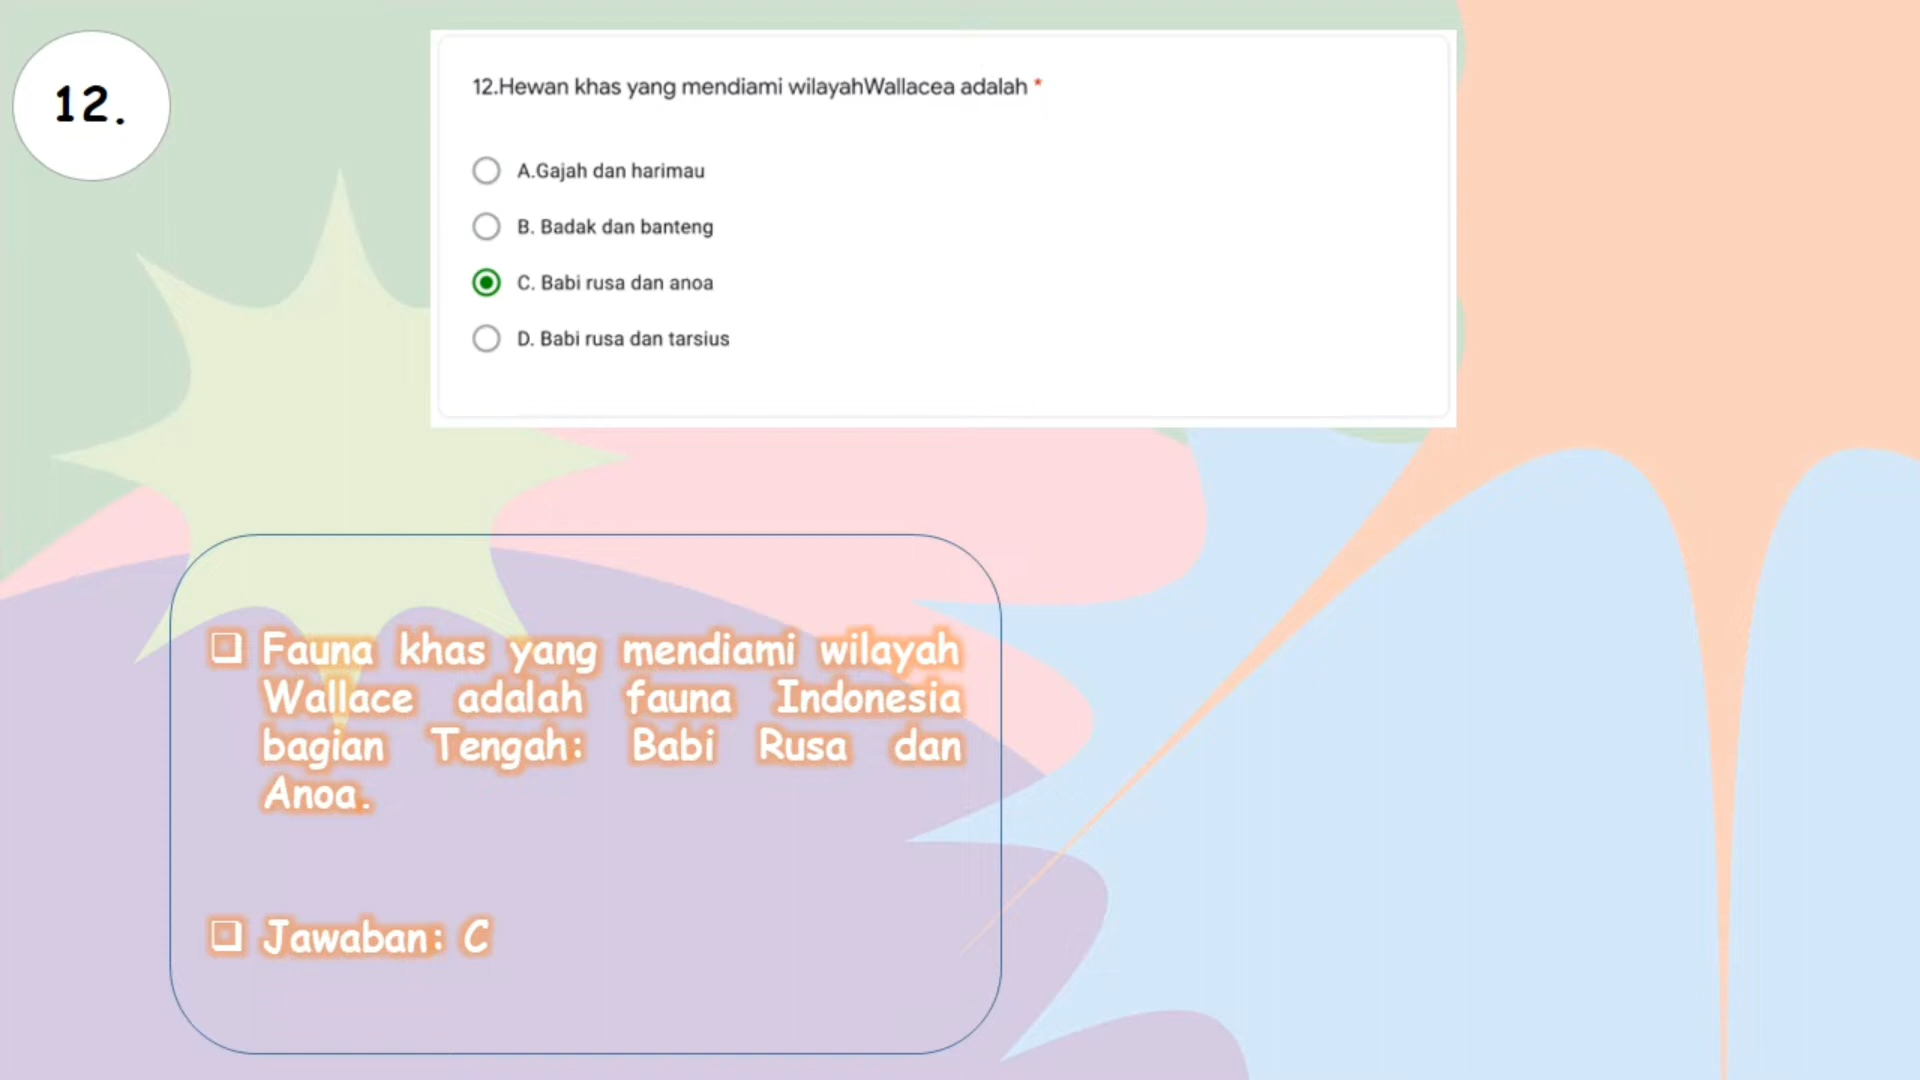 12.
12.Hewan khas yang mendiami wilayahWallacea adalah *
A.Gajah dan harimau
B. Badak dan banteng
C. Babi rusa dan anoa
D. Babi rusa dan tarsius
Fauna khas yang mendiami wilayah
Wallace adalah fauna Indonesia
bagian Tengah: Babi Rusa dan
Anoa.
Jawaban: C